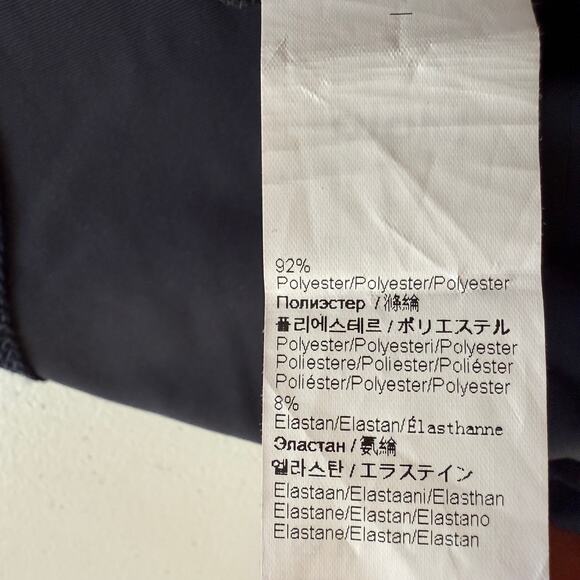 92%
Polyester/Polyester/Polyester
Полиэстер / 滌綸
플리에스테르 / ポリエステル
Polyester/Polyesteri/Polyester
Poliestere/Poliester/Poliéster
Poliéster/Polyester/Polyester
8%
Elastan/Elastan/Élasthanne
Эластан / 氨綸
엘라스탄 / エラステイン
Elastaan/Elastaani/Elasthan
Elastane/Elastan/Elastano
Elastane/Elastan/Elastan